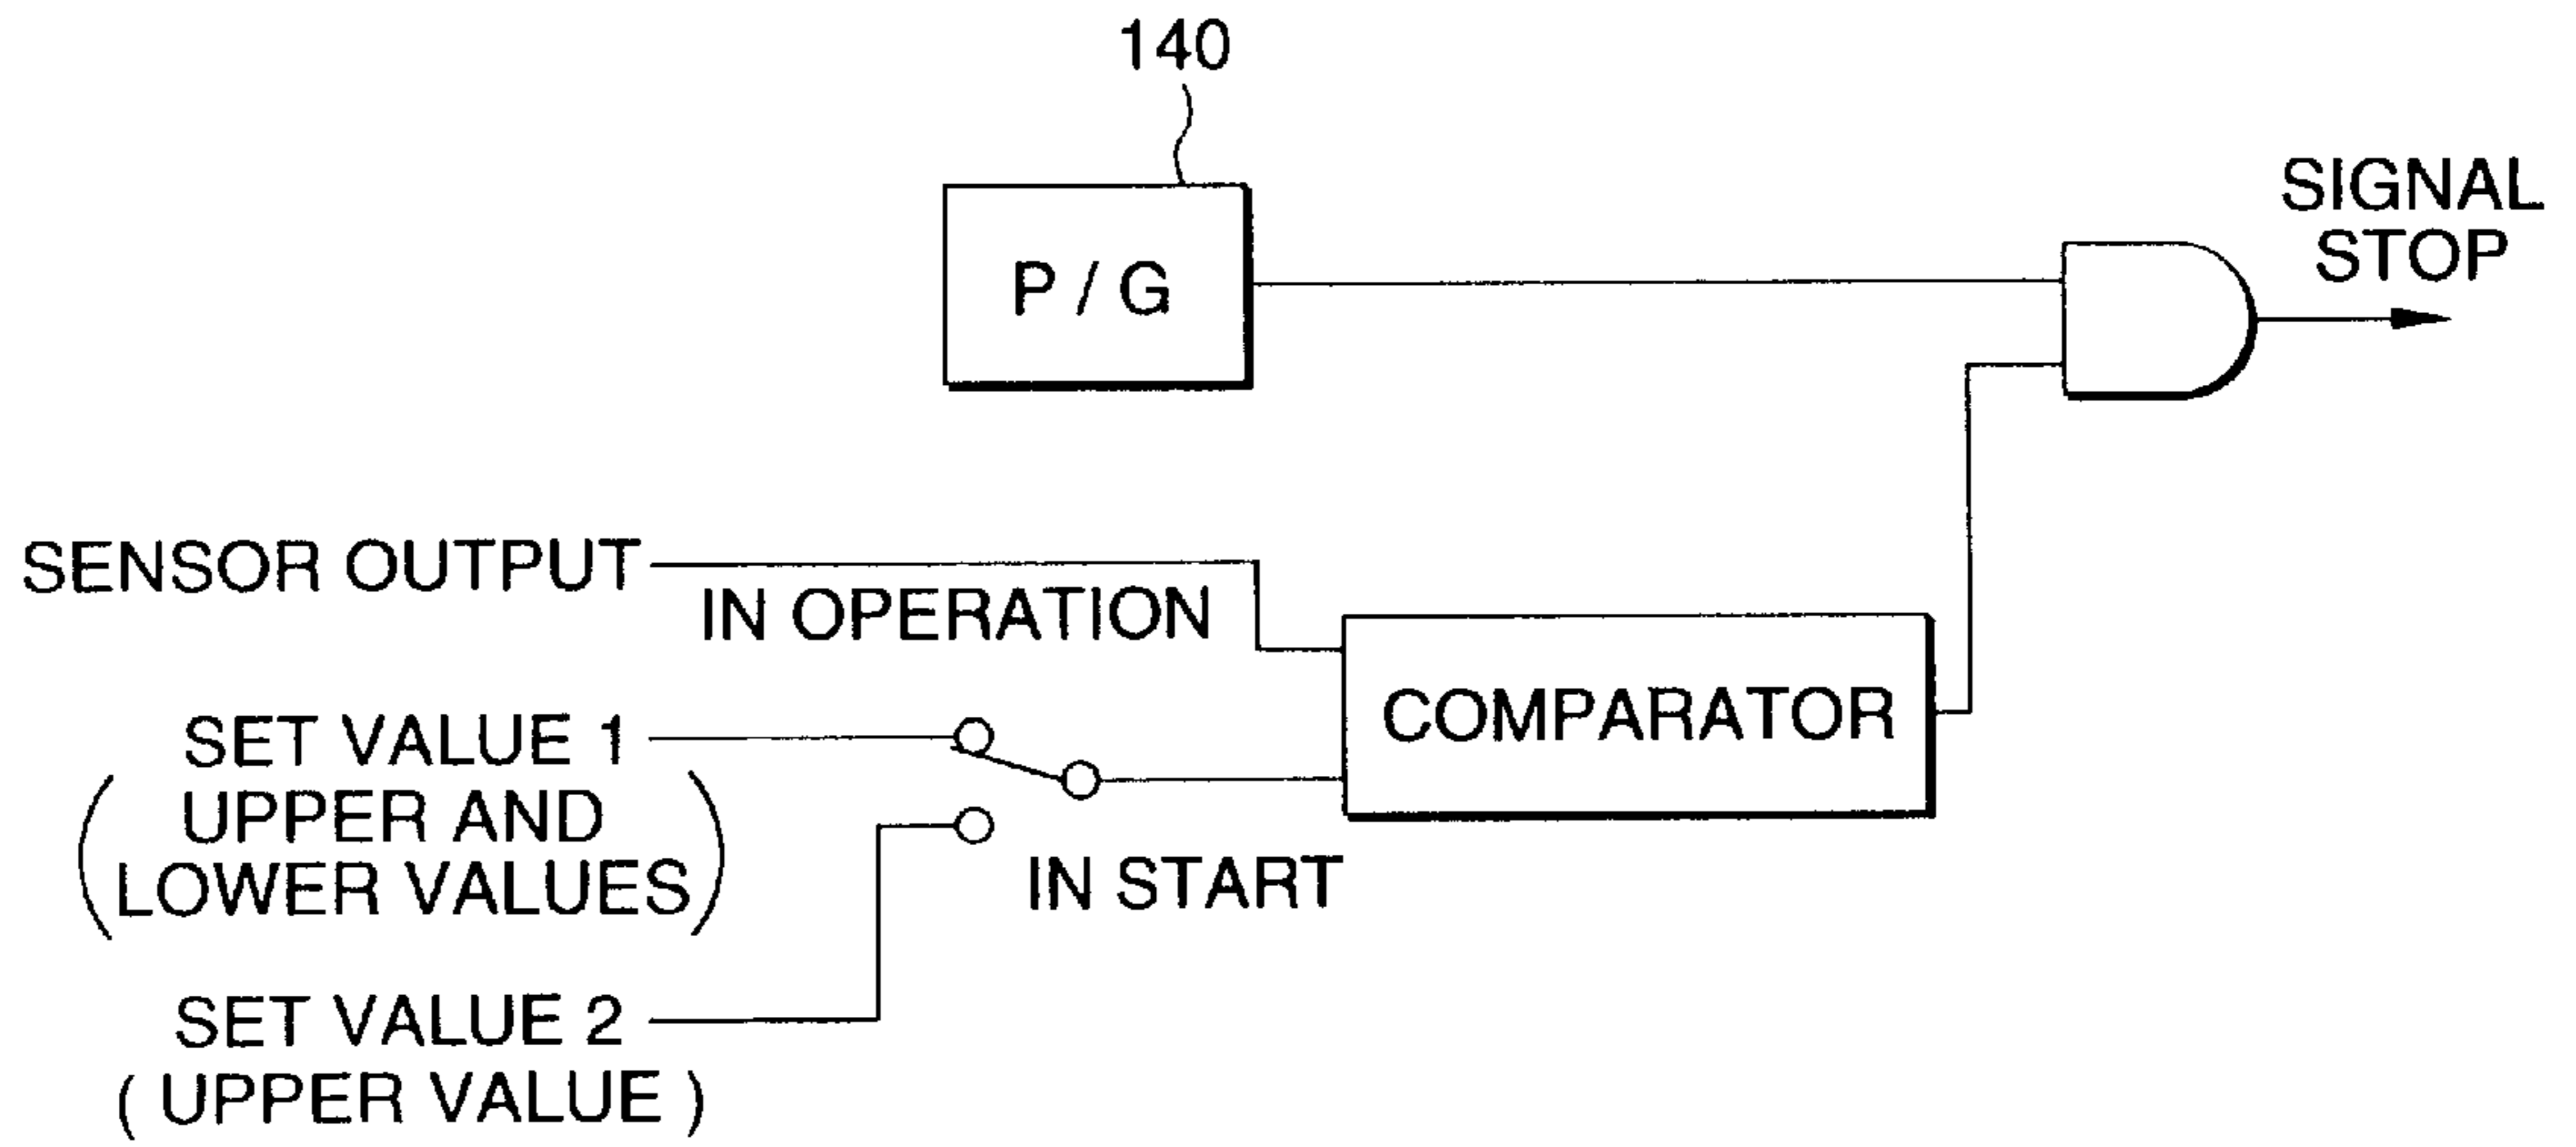 140
P / G
SIGNAL
STOP
SENSOR OUTPUT
IN OPERATION
COMPARATOR
SET VALUE 1
( UPPER AND
LOWER VALUES )
IN START
SET VALUE 2
( UPPER VALUE )